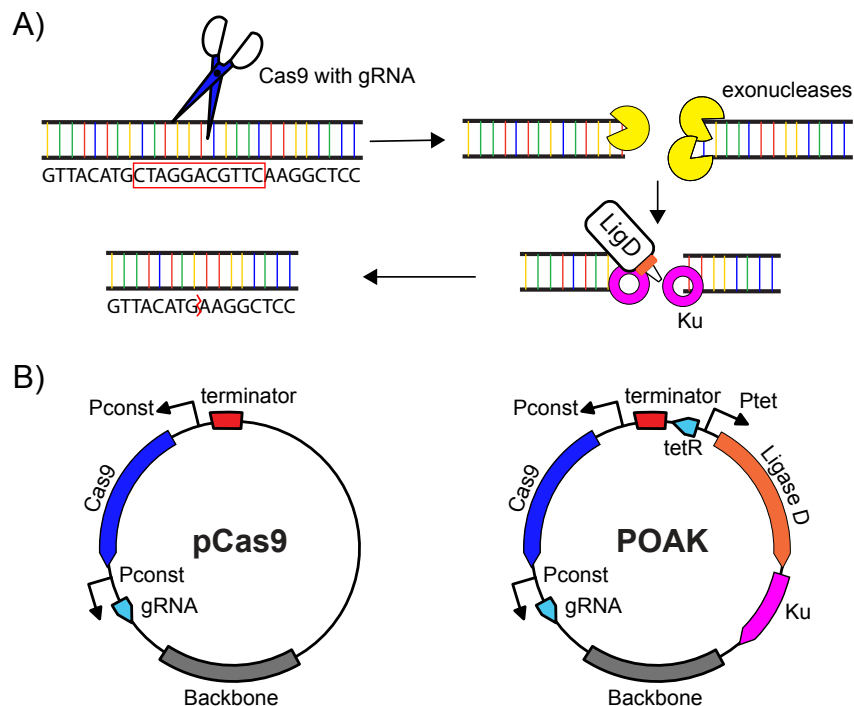 A)
Cas9 with gRNA
exonucleases
GTTACATGCTAGGACGTTCAAGGCTCC
LigD
Ku
GTTACATGAAGGCTCC
B)
Pconst
terminator
Cas9
pCas9
Pconst
gRNA
Backbone
Pconst
terminator
Ptet
tetR
Cas9
Ligase D
POAK
Pconst
gRNA
Ku
Backbone